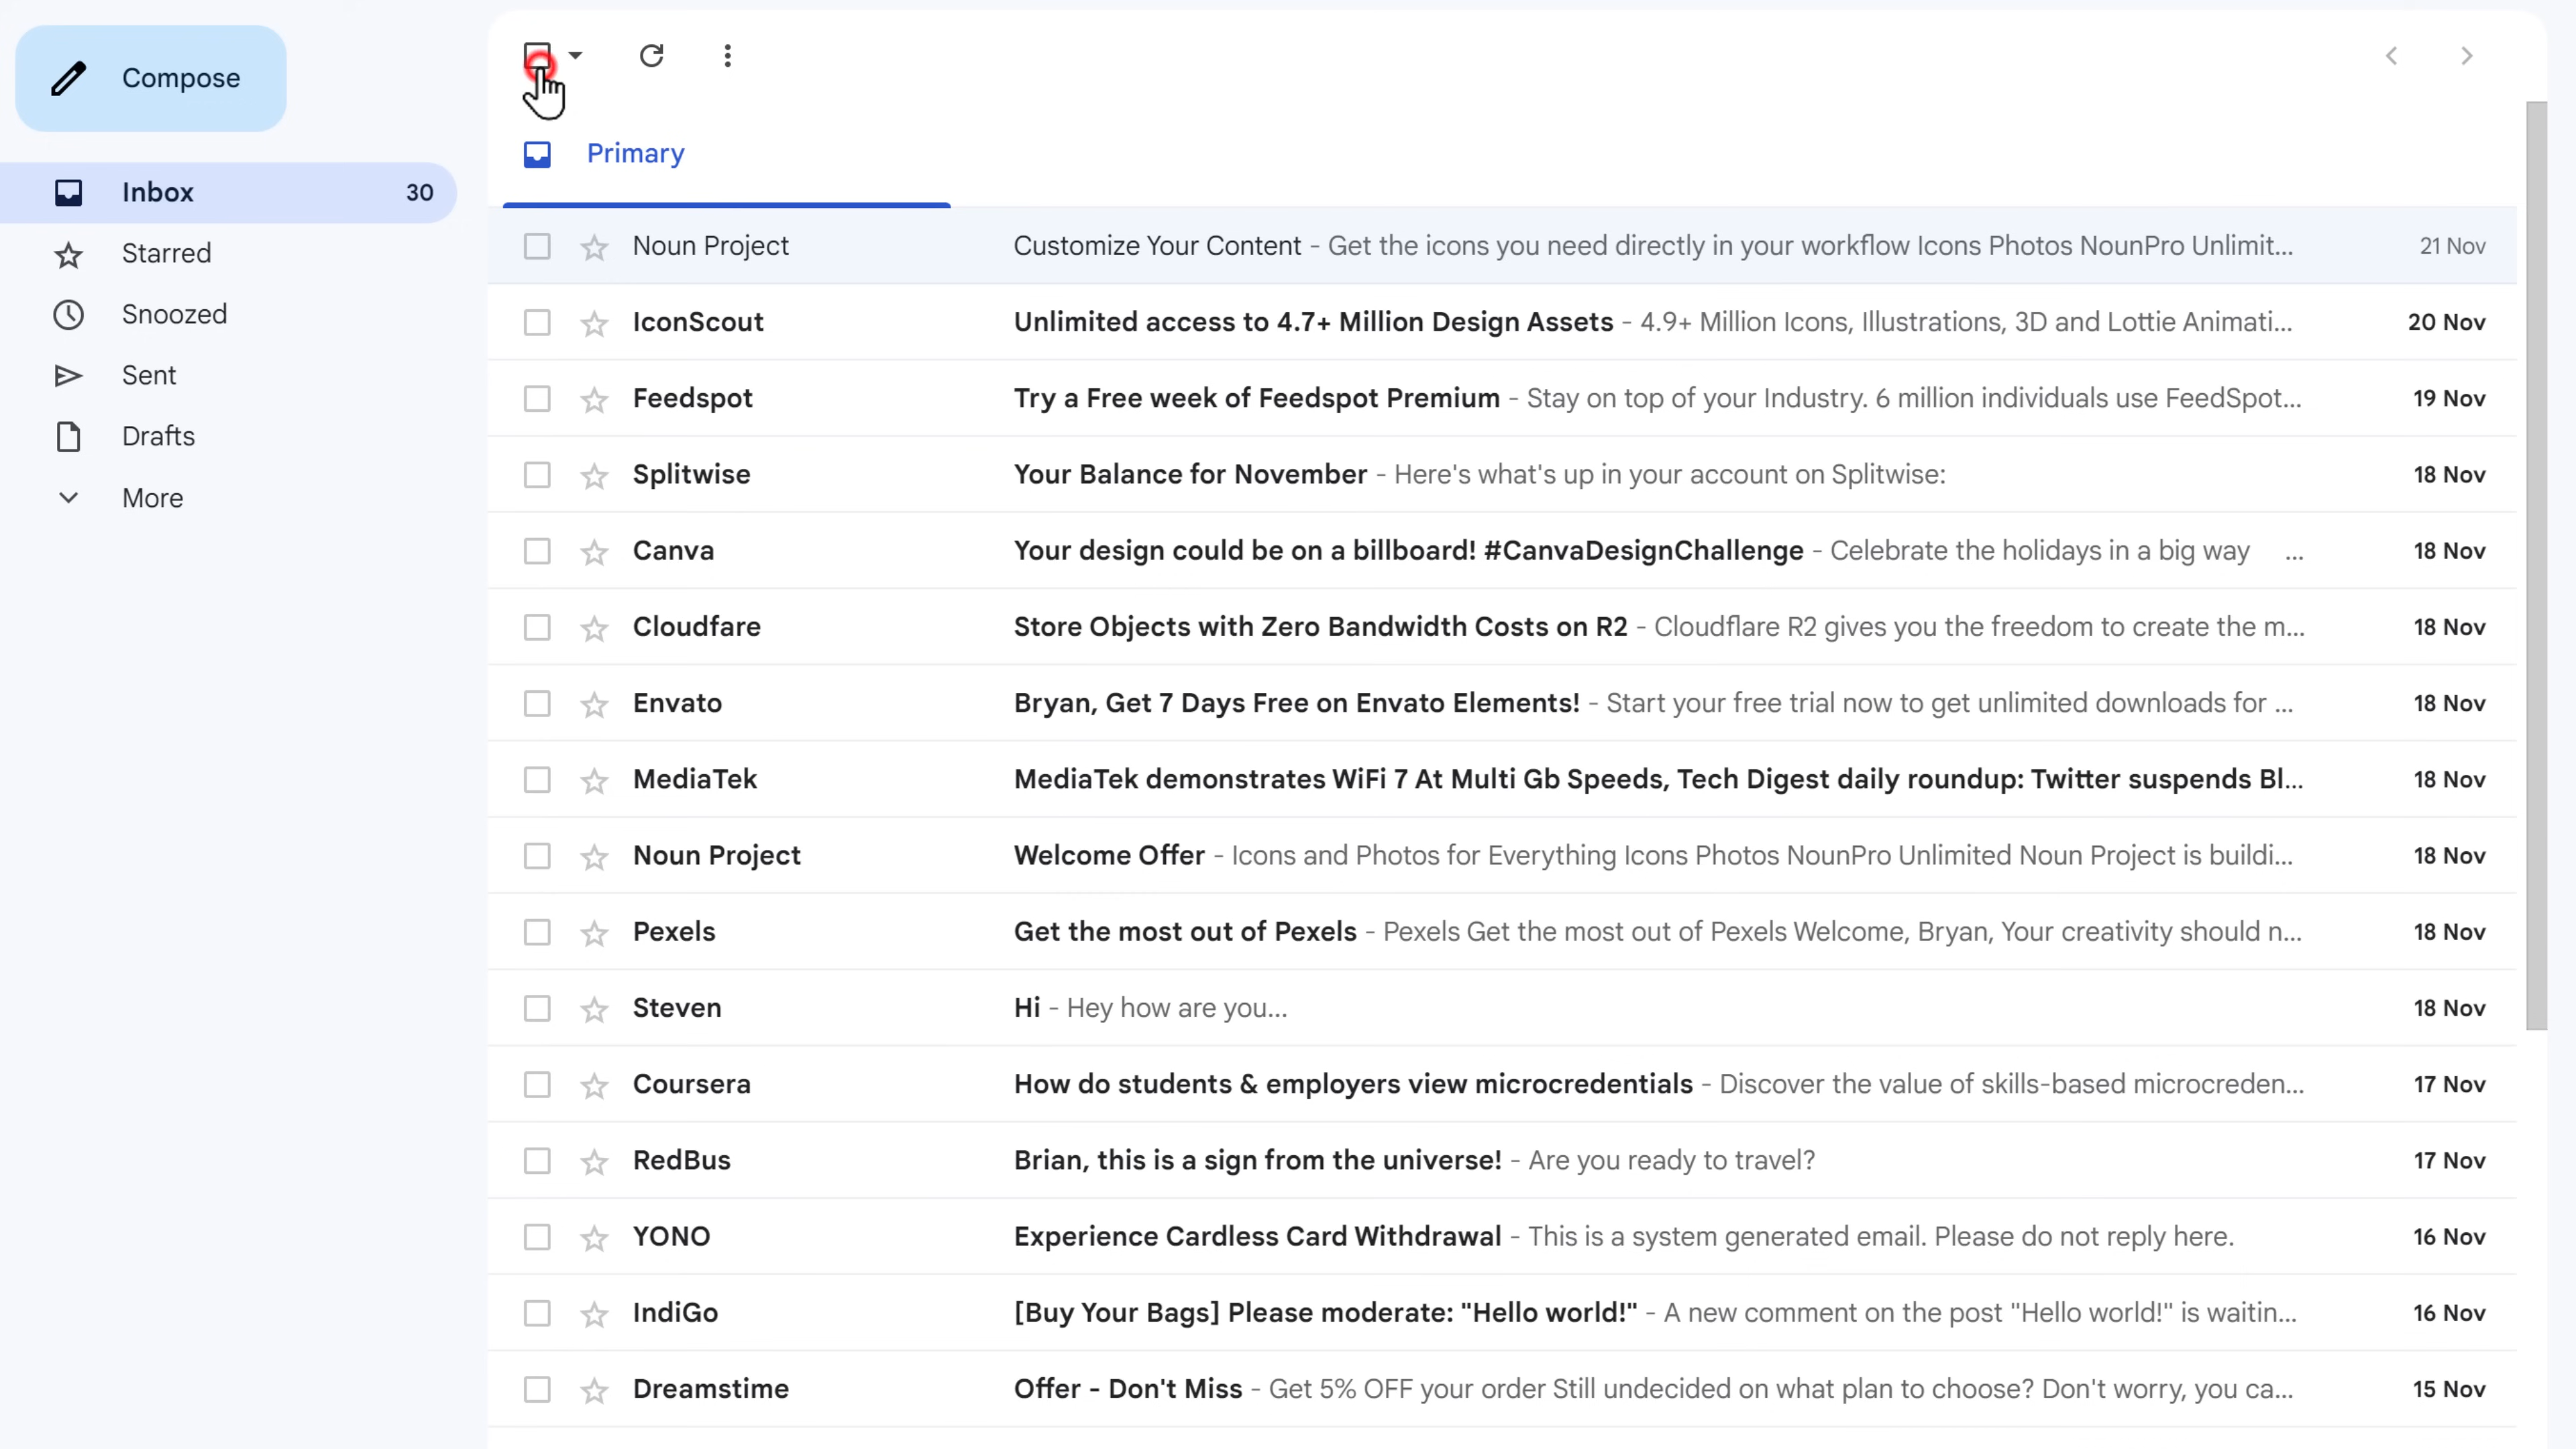 Compose
Inbox 30
Starred
Snoozed
Sent
Drafts
More
Primary
Noun Project Customize Your Content - Get the icons you need directly in your workflow Icons Photos NounPro Unlimit... 21 Nov
IconScout Unlimited access to 4.7+ Million Design Assets - 4.9+ Million Icons, Illustrations, 3D and Lottie Animati... 20 Nov
Feedspot Try a Free week of Feedspot Premium - Stay on top of your Industry. 6 million individuals use FeedSpot... 19 Nov
Splitwise Your Balance for November - Here's what's up in your account on Splitwise: 18 Nov
Canva Your design could be on a billboard! #CanvaDesignChallenge - Celebrate the holidays in a big way ... 18 Nov
Cloudfare Store Objects with Zero Bandwidth Costs on R2 - Cloudflare R2 gives you the freedom to create the m... 18 Nov
Envato Bryan, Get 7 Days Free on Envato Elements! - Start your free trial now to get unlimited downloads for ... 18 Nov
MediaTek MediaTek demonstrates WiFi 7 At Multi Gb Speeds, Tech Digest daily roundup: Twitter suspends Bl... 18 Nov
Noun Project Welcome Offer - Icons and Photos for Everything Icons Photos NounPro Unlimited Noun Project is buildi... 18 Nov
Pexels Get the most out of Pexels - Pexels Get the most out of Pexels Welcome, Bryan, Your creativity should n... 18 Nov
Steven Hi - Hey how are you... 18 Nov
Coursera How do students & employers view microcredentials - Discover the value of skills-based microcreden... 17 Nov
RedBus Brian, this is a sign from the universe! - Are you ready to travel? 17 Nov
YONO Experience Cardless Card Withdrawal - This is a system generated email. Please do not reply here. 16 Nov
IndiGo [Buy Your Bags] Please moderate: "Hello world!" - A new comment on the post "Hello world!" is waitin... 16 Nov
Dreamstime Offer - Don't Miss - Get 5% OFF your order Still undecided on what plan to choose? Don't worry, you ca... 15 Nov